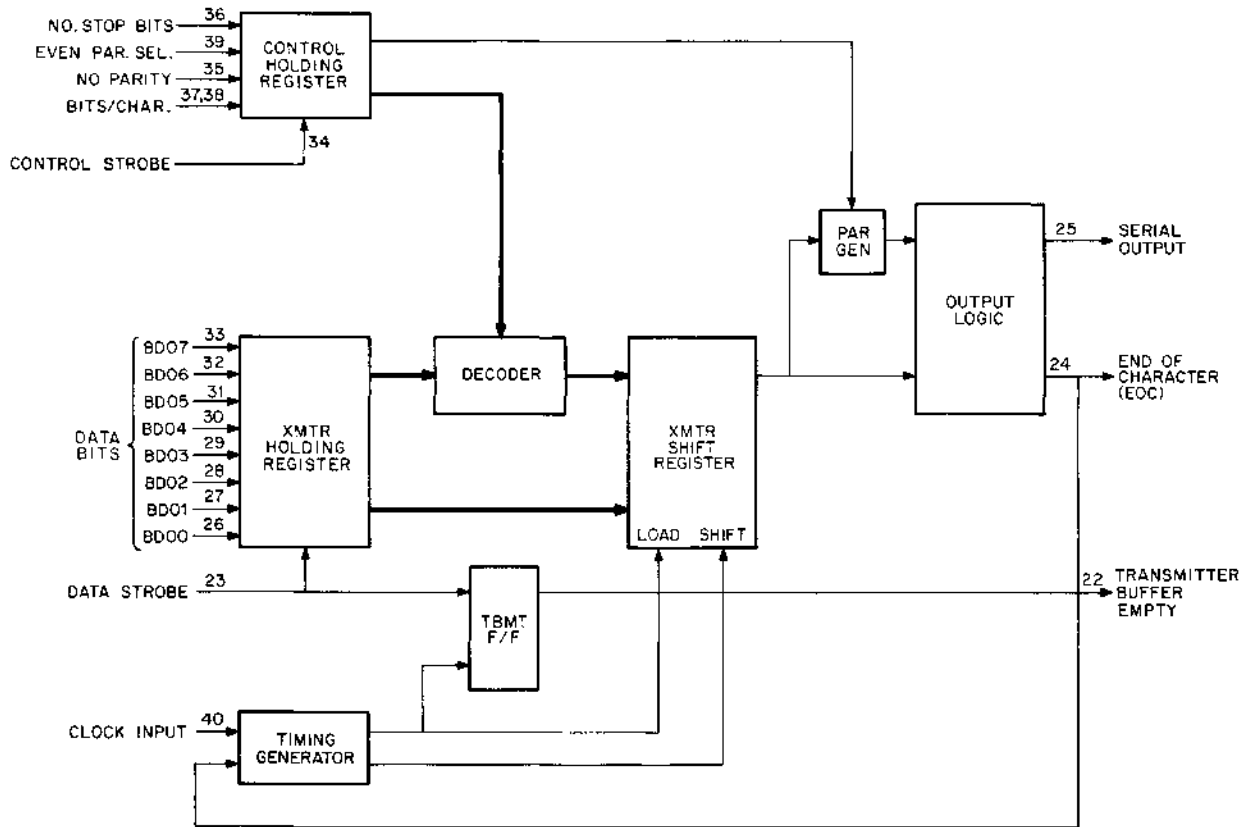 NO. STOP BITS 36
EVEN PAR. SEL. 39
NO PARITY 35
BITS/CHAR. 37,38
CONTROL
HOLDING
REGISTER
CONTROL STROBE 34
PAR
GEN
OUTPUT
LOGIC
25 SERIAL
OUTPUT
24 END OF
CHARACTER
(EOC)
DATA
BITS
BD07 33
BD06 32
BD05 31
BD04 30
BD03 29
BD02 28
BD01 27
BD00 26
XMTR
HOLDING
REGISTER
DECODER
XMTR
SHIFT
REGISTER
LOAD SHIFT
DATA STROBE 23
TBMT
F/F
22 TRANSMITTER
BUFFER
EMPTY
CLOCK INPUT 40
TIMING
GENERATOR